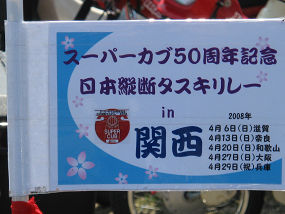 スーパーカブ50周年記念
日本縦断タスキリレー
in
関西
SUPER
CUB
2008年
4月6日(日)滋賀
4月13日(日)奈良
4月20日(日)和歌山
4月27日(日)大阪
4月29日(祝)兵庫